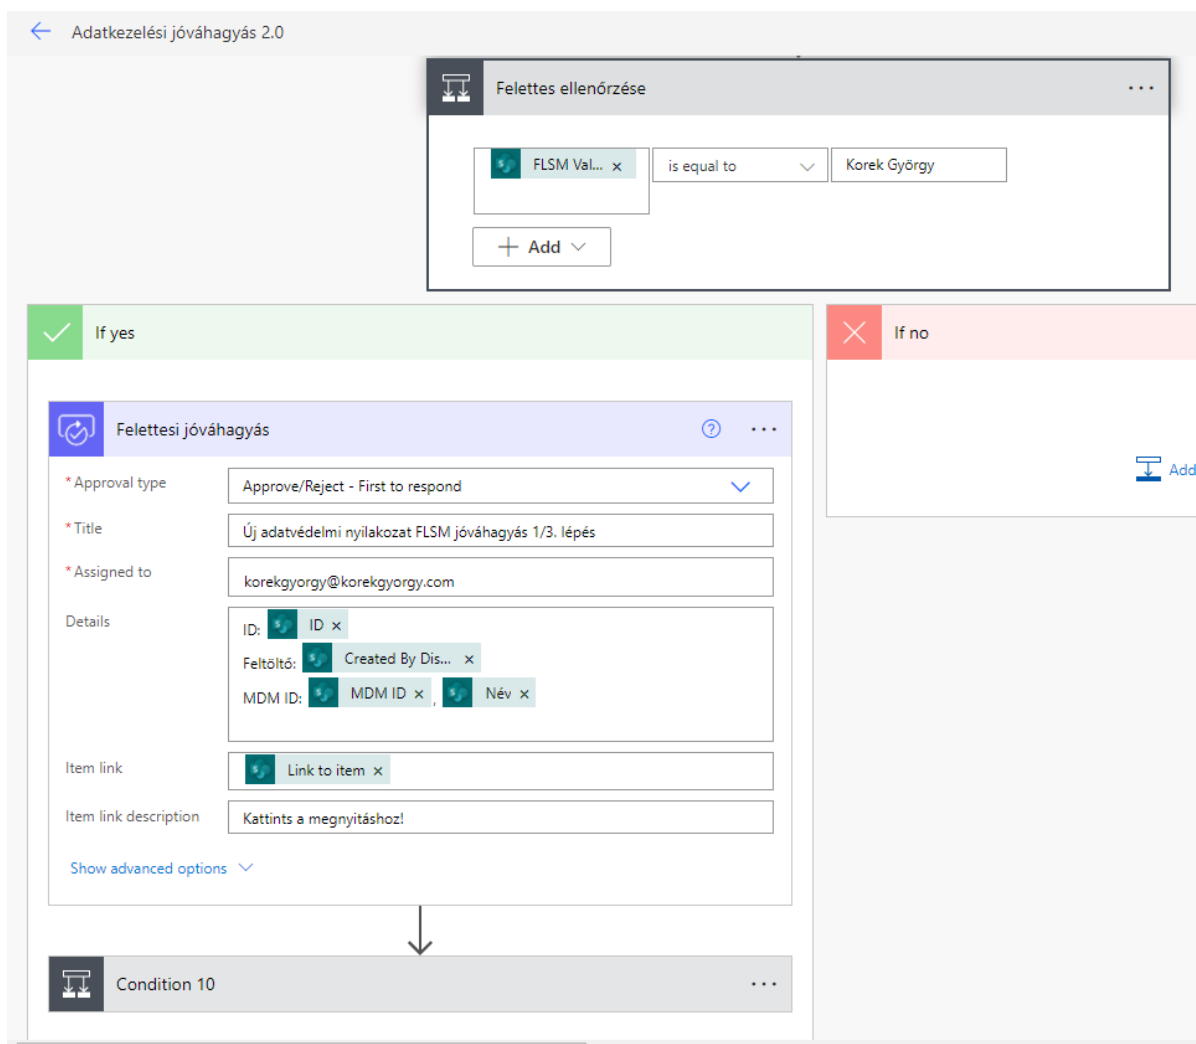 Adatkezelési jóváhagyás 2.0
Felettes ellenőrzése
FLSM Val... × is equal to Korek György
+ Add
If yes
If no
Felettesi jóváhagyás
Add
* Approval type Approve/Reject - First to respond
* Title Új adatvédelmi nyilakozat FLSM jóváhagyás 1/3. lépés
* Assigned to korekgyorgy@korekgyorgy.com
Details
ID: ID ×
Feltöltő: Created By Dis... ×
MDM ID: MDM ID × , Név ×
Item link Link to item ×
Item link description Kattints a megnyitáshoz!
Show advanced options
Condition 10